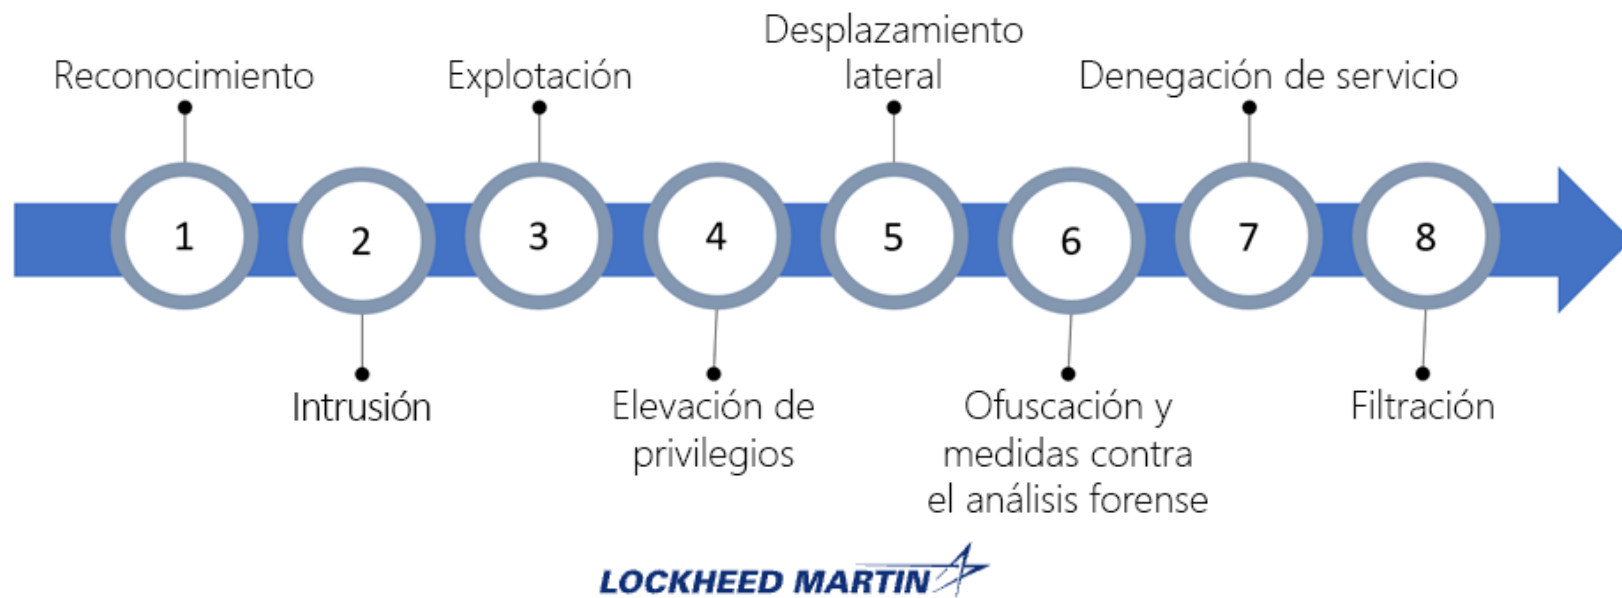 Reconocimiento
Explotación
Desplazamiento
lateral
Denegación de servicio
1
2
3
4
5
6
7
8
Intrusión
Elevación de
privilegios
Ofuscación y
medidas contra
el análisis forense
Filtración
LOCKHEED MARTIN